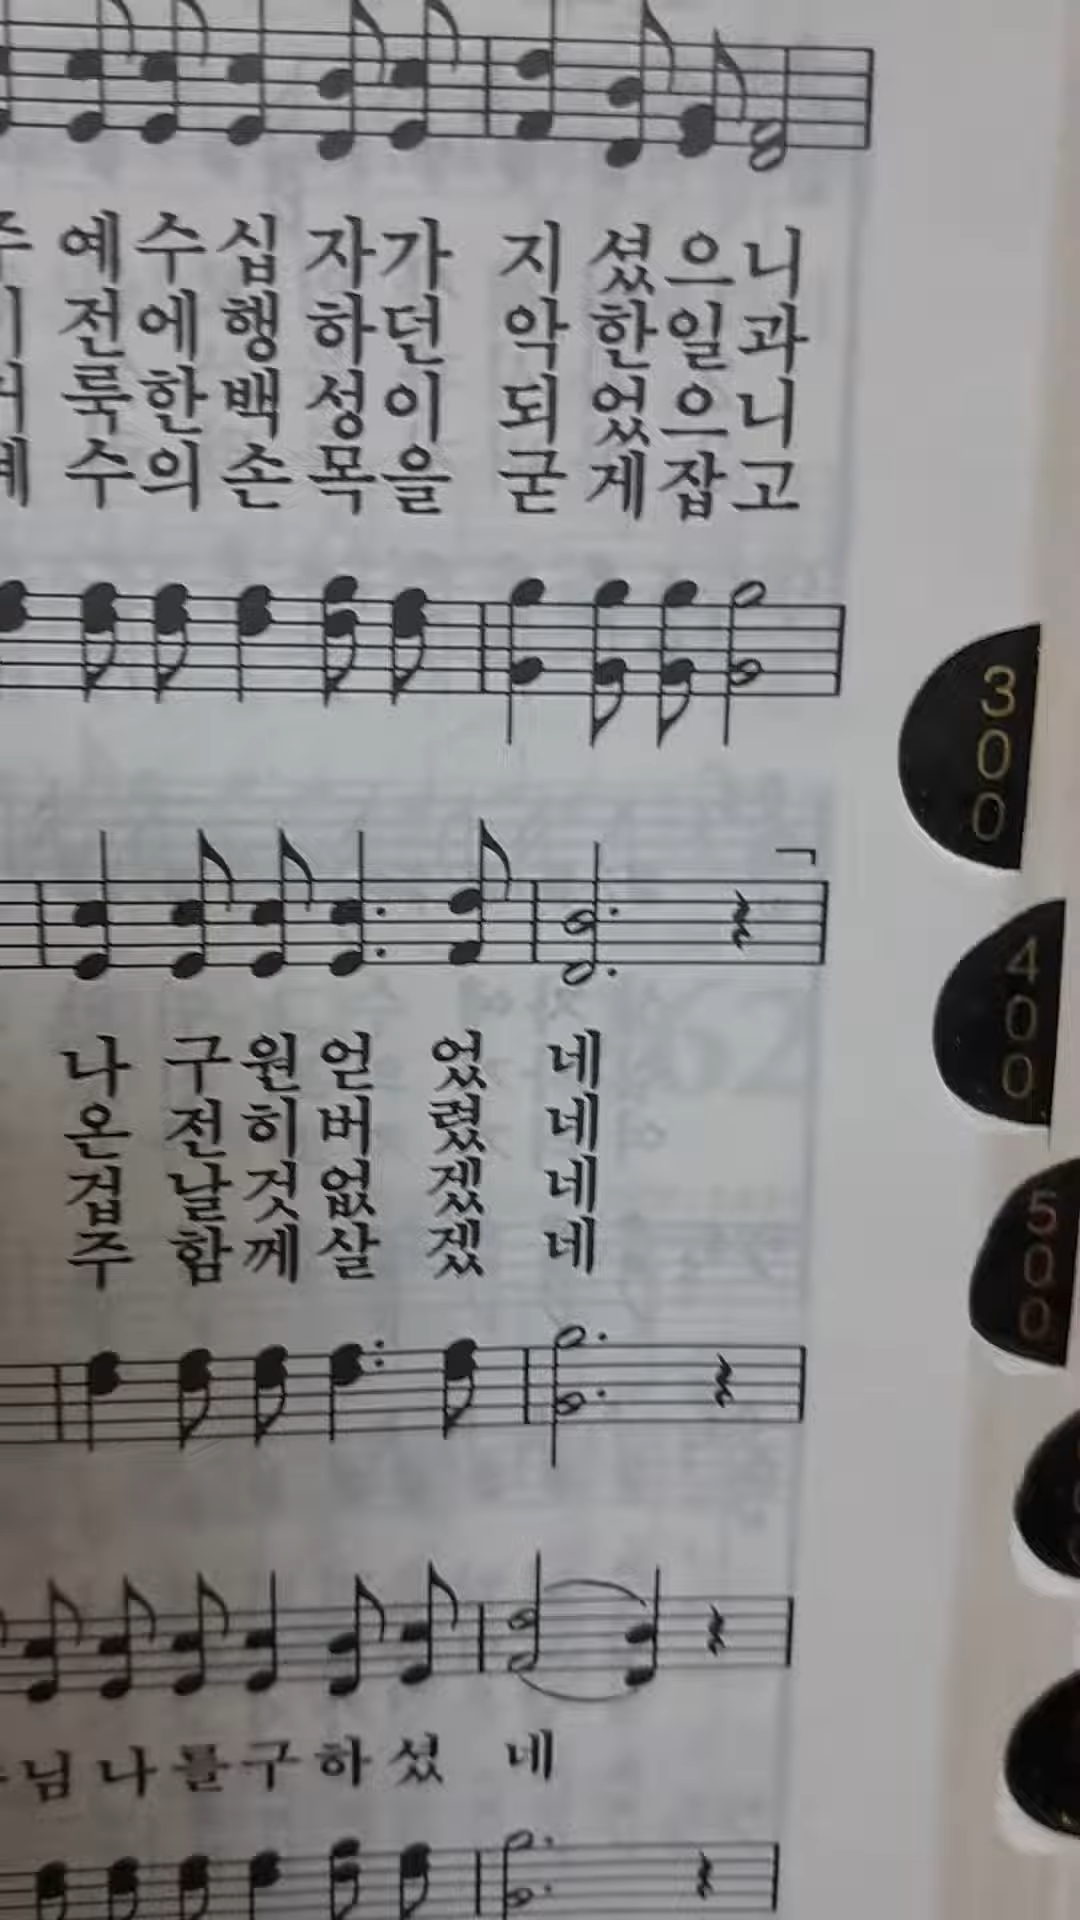 예수십자가 지셨으니
전에행하던 악한일과
룩한백성이 되었으니
수의손목을 굳게잡고
나 구원얻 었 네
온 전히버 렸 네
겁 날것없 겠 네
주 함께살 겠 네
님나를구하셨 네
300
400
500